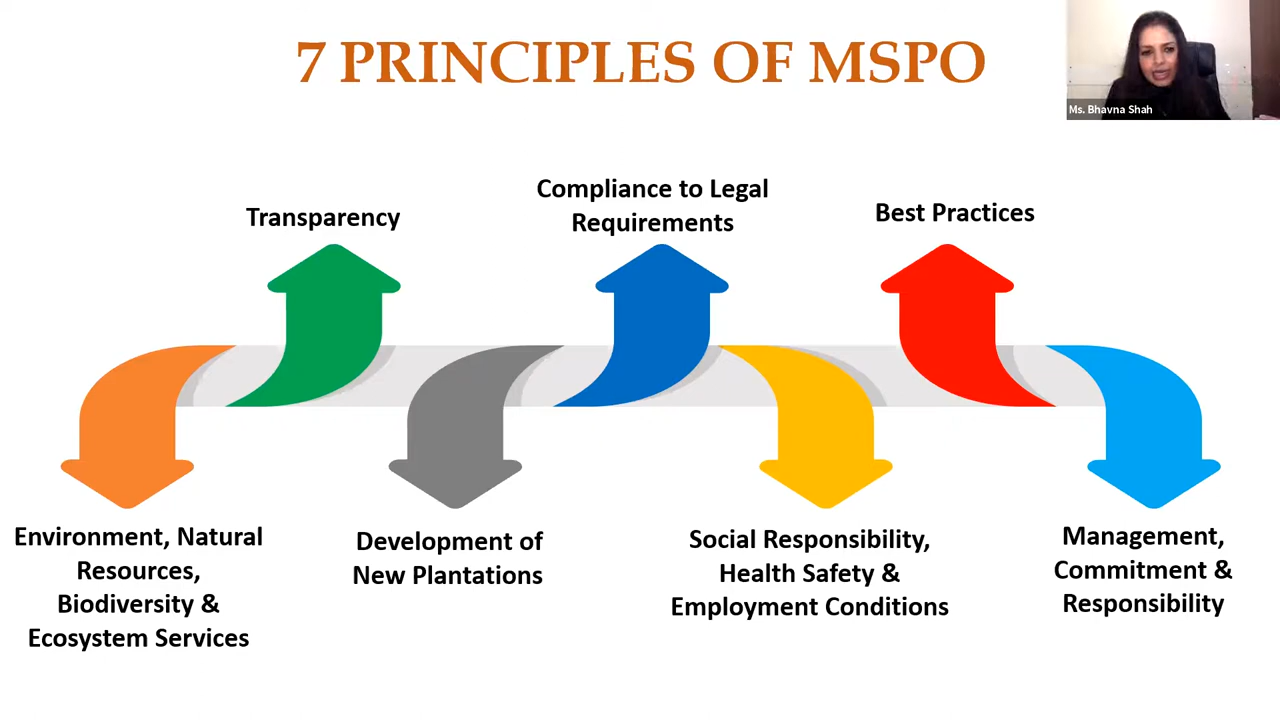 7 PRINCIPLES OF MSPO
Ms. Bhavna Shah
Transparency
Compliance to Legal
Requirements
Best Practices
Environment, Natural
Resources,
Biodiversity &
Ecosystem Services
Development of
New Plantations
Social Responsibility,
Health Safety &
Employment Conditions
Management,
Commitment &
Responsibility